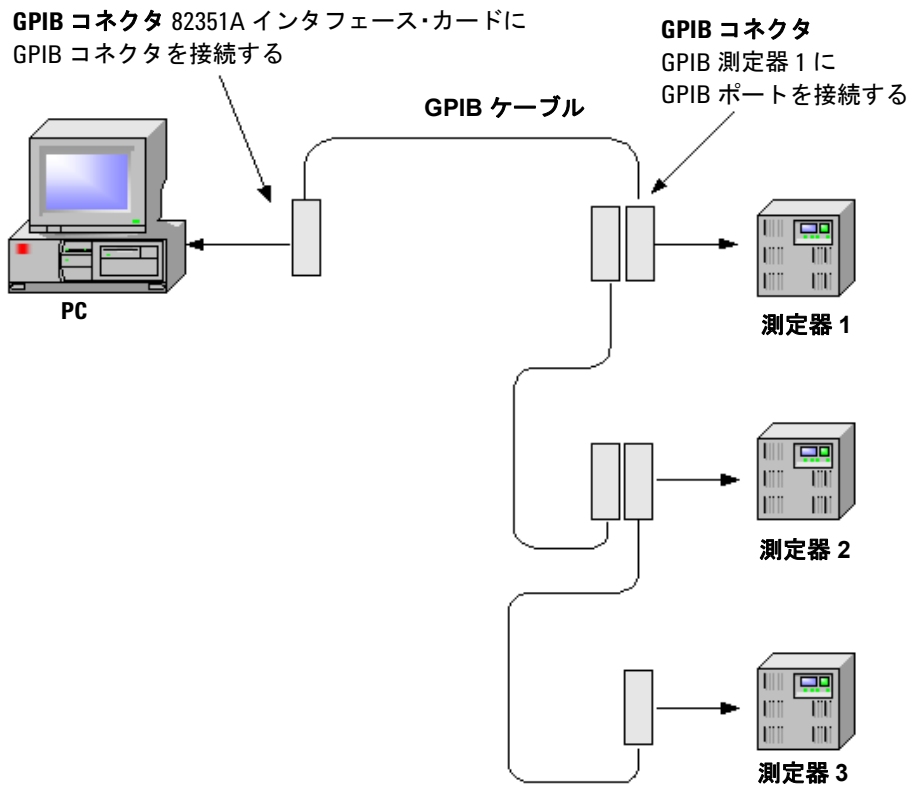 GPIB コネクタ 82351A インタフェース・カードに
GPIB コネクタを接続する
GPIB コネクタ
GPIB 測定器 1 に
GPIB ポートを接続する
GPIB ケーブル
PC
測定器 1
測定器 2
測定器 3